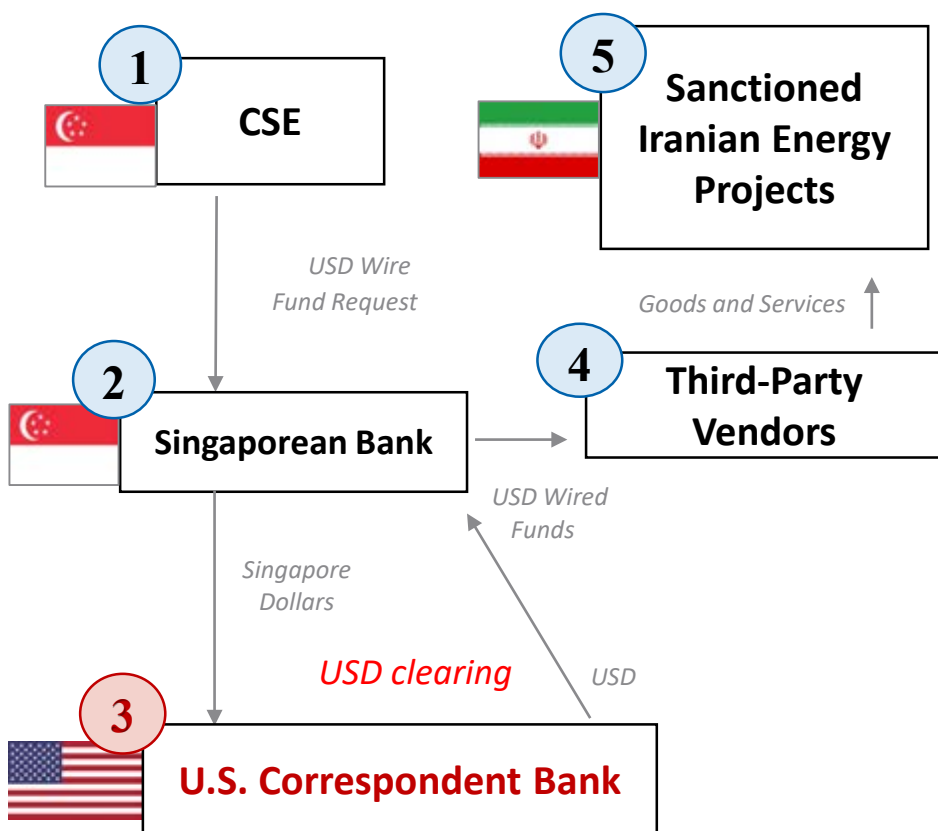 1
CSE
USD Wire
Fund Request
2
Singaporean Bank
Singapore
Dollars
USD clearing
3
U.S. Correspondent Bank
USD
USD Wired
Funds
4
Third-Party
Vendors
Goods and Services
5
Sanctioned
Iranian Energy
Projects